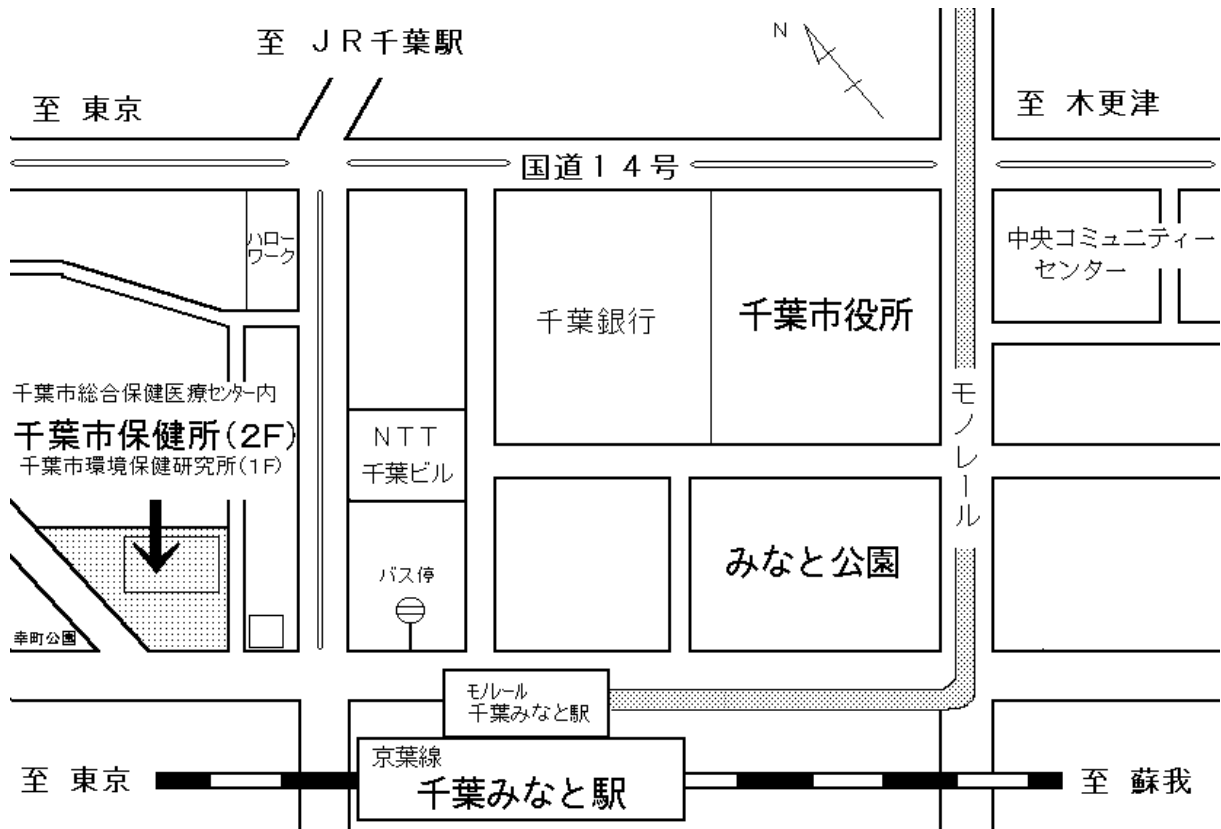 至 ＪＲ千葉駅
N
至 東京
至 木更津
国道１４号
ハロー
ワーク
中央コミュニティー
センター
千葉銀行
千葉市役所
千葉市総合保健医療ｾﾝﾀｰ内
千葉市保健所(2F)
千葉市環境保健研究所(1F)
ＮＴＴ
千葉ビル
モノレール
みなと公園
バス停
幸町公園
ﾓﾉﾚｰﾙ
千葉みなと駅
京葉線
千葉みなと駅
至 東京
至 蘇我